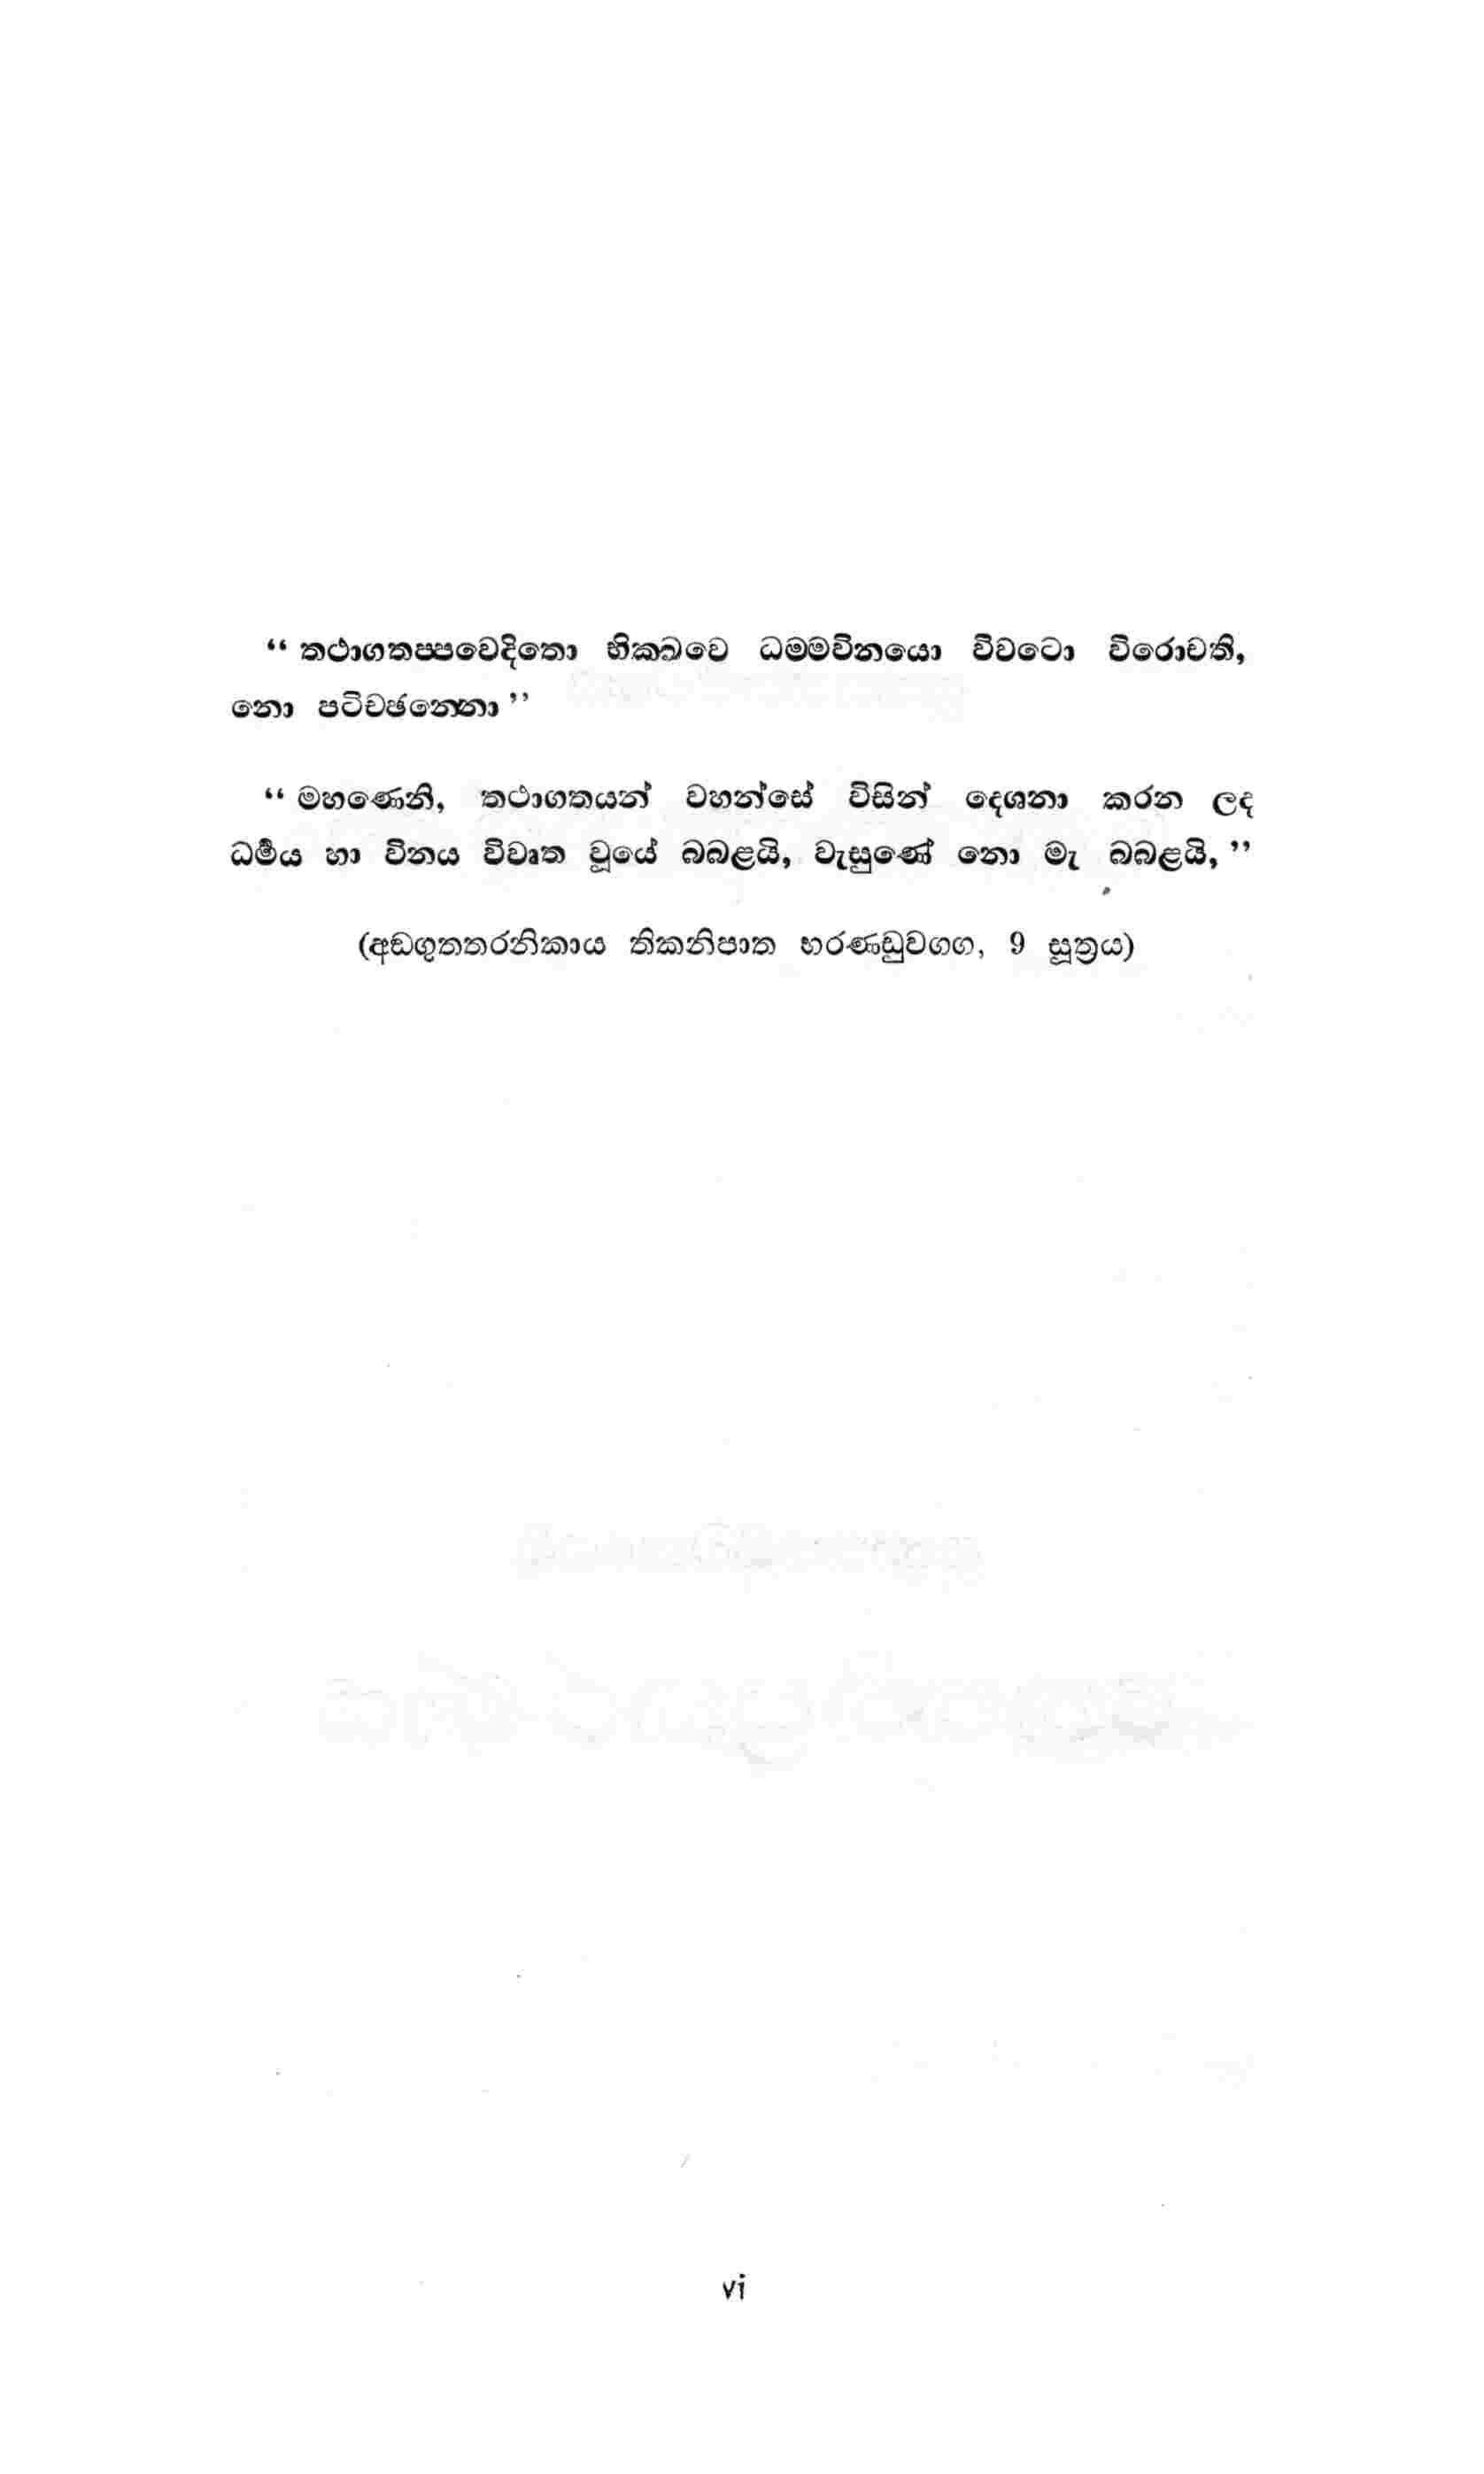 “ තථාගතප්‍පවෙදිතො භික‍්ඛවෙ ධම‍්මවිනයො විවටො විරොචති,
නො පටිච‍්ඡන‍්නො ”
“ මහණෙනි, තථාගතයන් වහන්සේ විසින් දෙශනා කරන ලද
ධර්‍මය හා විනය විවෘත වූයේ බබළයි, වැසුණේ නො මැ බබළයි, ”
(අඞ‍්ගුත‍්තරනිකාය තිකනිපාත භරණ‍්ඩුවග‍්ග, 9 සූත්‍රය)
vi